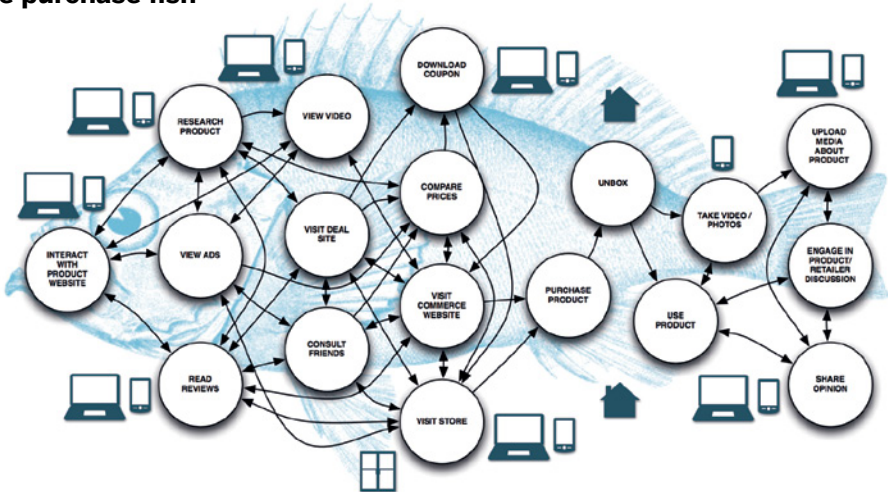 DOWNLOAD
COUPON
RESEARCH
PRODUCT
VIEW VIDEO
UPLOAD
MEDIA
ABOUT
PRODUCT
COMPARE
PRICES
UNBOX
INTERACT
WITH
PRODUCT
WEBSITE
VIEW ADS
VISIT DEAL
SITE
TAKE VIDEO /
PHOTOS
VISIT
COMMERCE
WEBSITE
PURCHASE
PRODUCT
ENGAGE IN
PRODUCT/
RETAILER
DISCUSSION
USE
PRODUCT
CONSULT
FRIENDS
READ
REVIEWS
VISIT STORE
SHARE
OPINION